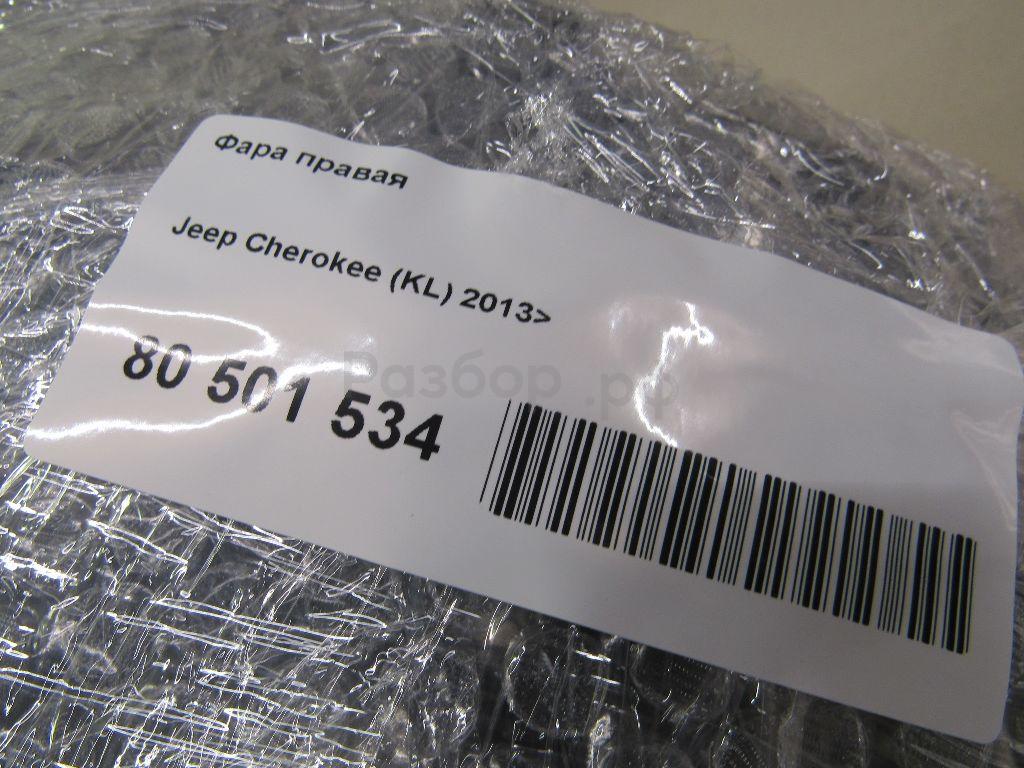 Фара правая
Jeep Cherokee (KL) 2013>
80 501 534
Разбор.рф